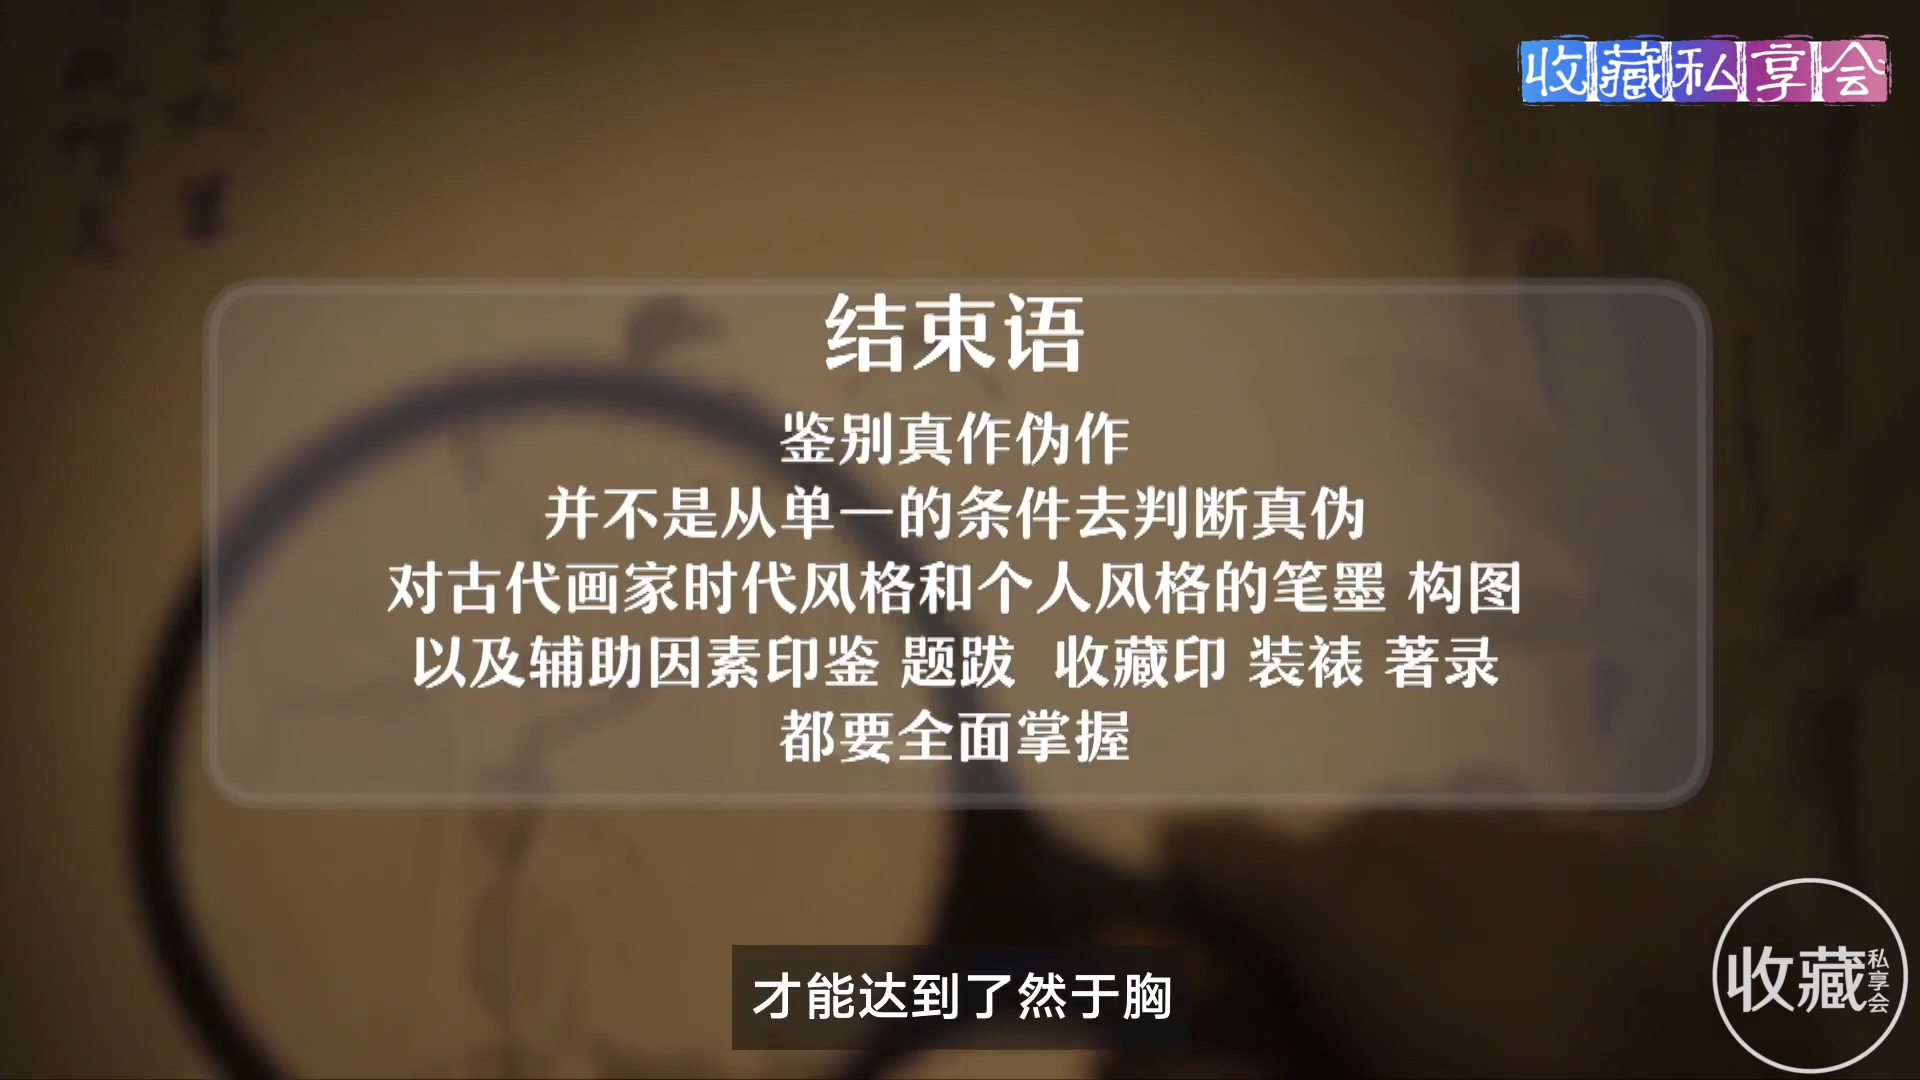 收藏私享会
结束语
鉴别真作伪作
并不是从单一的条件去判断真伪
对古代画家时代风格和个人风格的笔墨 构图
以及辅助因素印鉴 题跋 收藏印 装裱 著录
都要全面掌握
才能达到了然于胸
收藏私享会